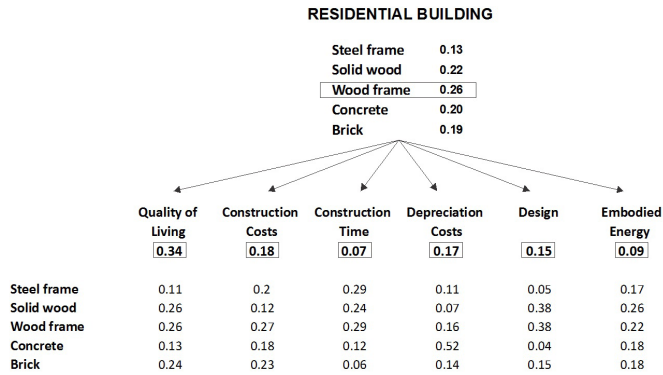 RESIDENTIAL BUILDING
Steel frame 0.13
Solid wood 0.22
Wood frame 0.26
Concrete 0.20
Brick 0.19
Quality of Construction Construction Depreciation Design Embodied
Living Costs Time Costs Energy
0.34 0.18 0.07 0.17 0.15 0.09
Steel frame 0.11 0.2 0.29 0.11 0.05 0.17
Solid wood 0.26 0.12 0.24 0.07 0.38 0.26
Wood frame 0.26 0.27 0.29 0.16 0.38 0.22
Concrete 0.13 0.18 0.12 0.52 0.04 0.18
Brick 0.24 0.23 0.06 0.14 0.15 0.18